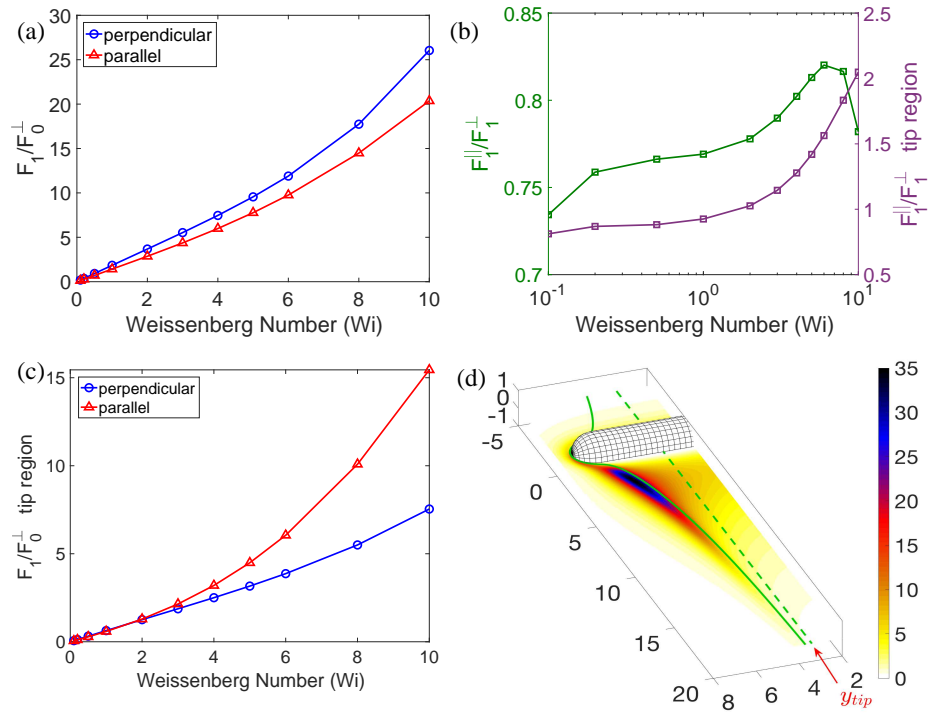 (a)
30
25
20
15
10
5
0
F₁/F₀^⊥
perpendicular
parallel
0 2 4 6 8 10
Weissenberg Number (Wi)
(b)
0.85
0.8
0.75
0.7
F₁^||/F₁^⊥
2.5
2
1.5
1
0.5
F₁^||/F₁^⊥ tip region
10⁻¹ 10⁰ 10¹
Weissenberg Number (Wi)
(c)
15
10
5
0
F₁/F₀^⊥ tip region
perpendicular
parallel
0 2 4 6 8 10
Weissenberg Number (Wi)
(d)
1
0
-1
-5
0
5
10
15
20
8 6 4 2
y_tip
35
30
25
20
15
10
5
0